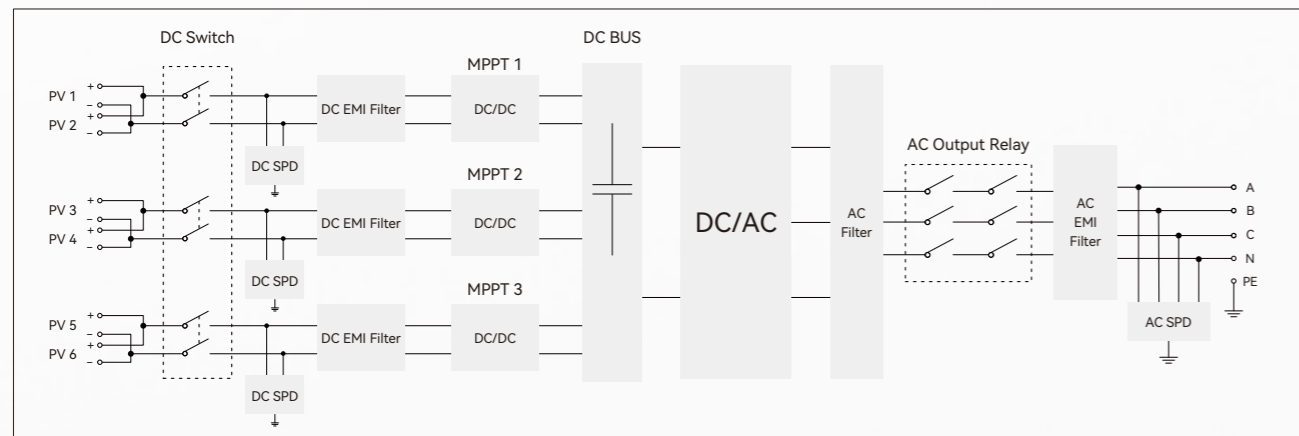 DC Switch
DC BUS
MPPT 1
PV 1
+
–
+
–
PV 2
DC EMI Filter
DC/DC
DC SPD
MPPT 2
PV 3
+
–
+
–
PV 4
DC EMI Filter
DC/DC
DC SPD
MPPT 3
PV 5
+
–
+
–
PV 6
DC EMI Filter
DC/DC
DC SPD
DC/AC
AC
Filter
AC Output Relay
AC
EMI
Filter
A
B
C
N
PE
AC SPD